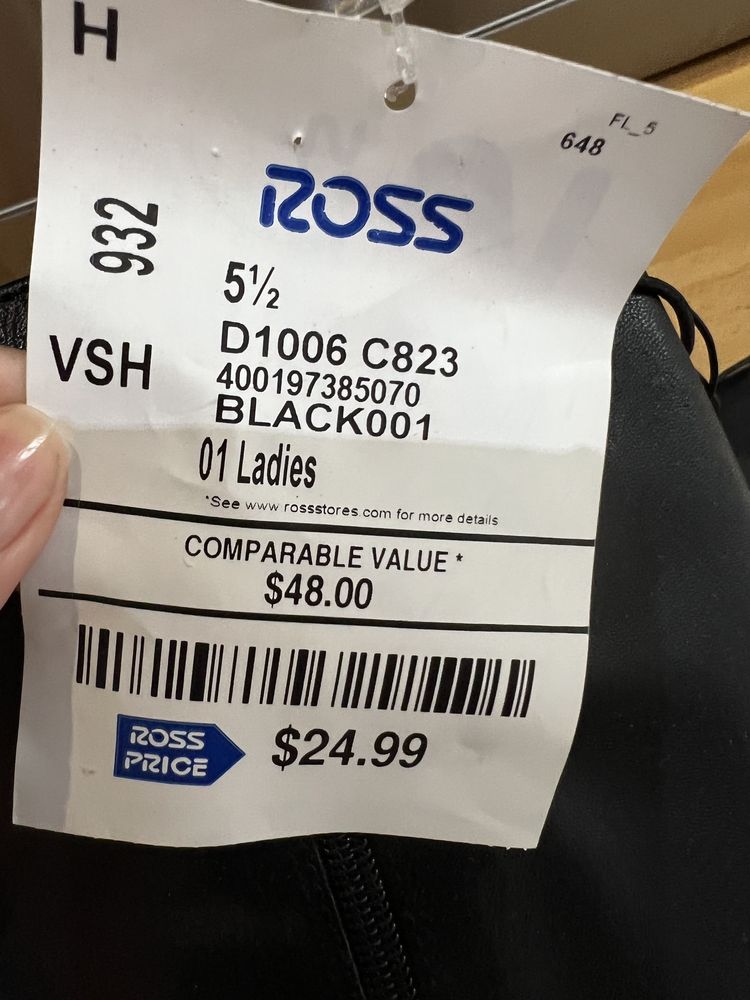 H
FL_5
648
ROSS
932
5½
VSH
D1006 C823
400197385070
BLACK001
01 Ladies
*See www rossstores.com for more details
COMPARABLE VALUE *
$48.00
ROSS
PRICE
$24.99